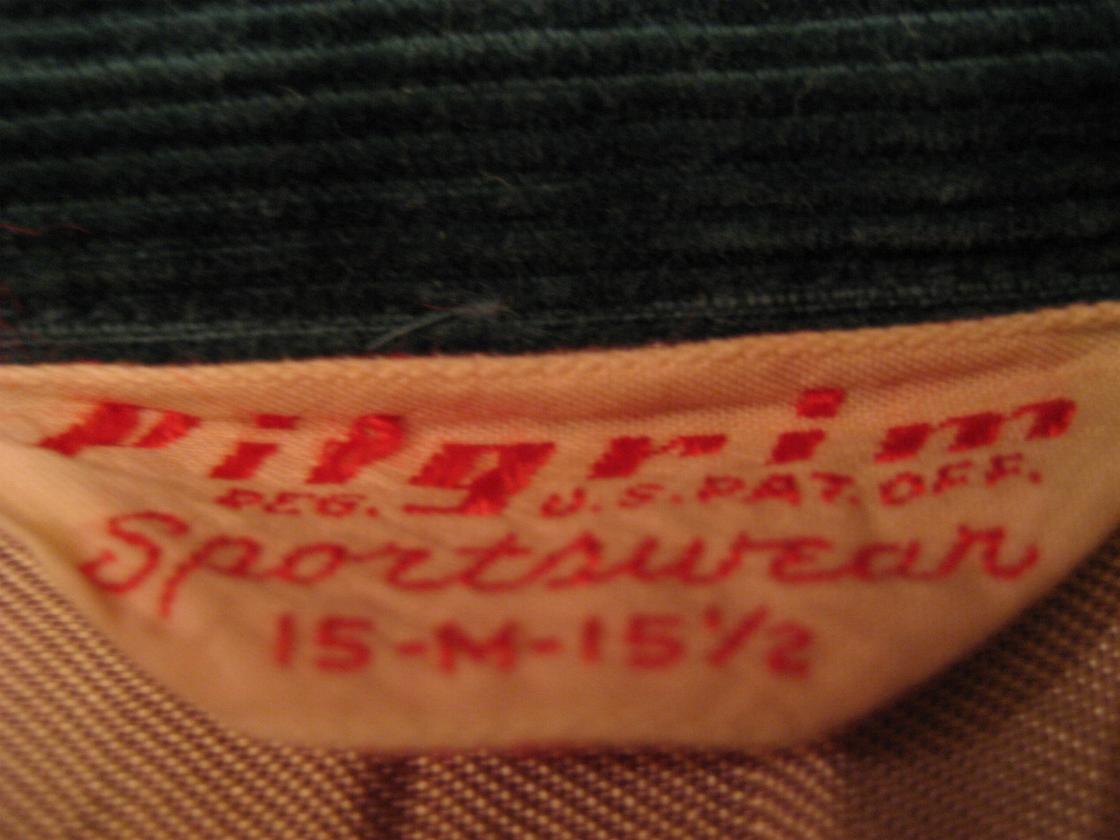 Pilgrim
REG. U.S. PAT. OFF.
Sportswear
15-M-15½